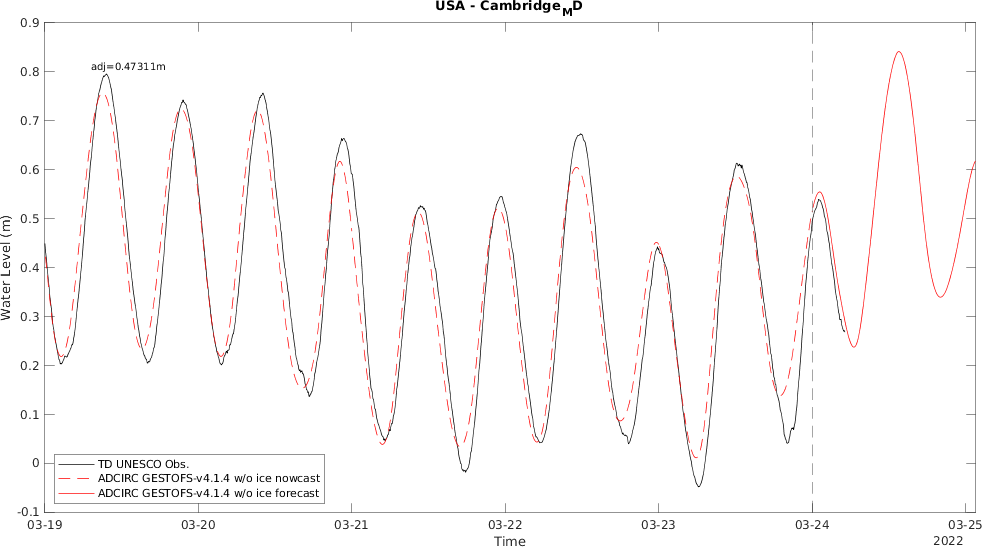 USA - Cambridge_MD
adj=0.47311m
0.9
0.8
0.7
0.6
0.5
0.4
0.3
0.2
0.1
0
-0.1
Water Level (m)
TD UNESCO Obs.
ADCIRC GESTOFS-v4.1.4 w/o ice nowcast
ADCIRC GESTOFS-v4.1.4 w/o ice forecast
03-19 03-20 03-21 03-22 03-23 03-24 03-25
Time
2022